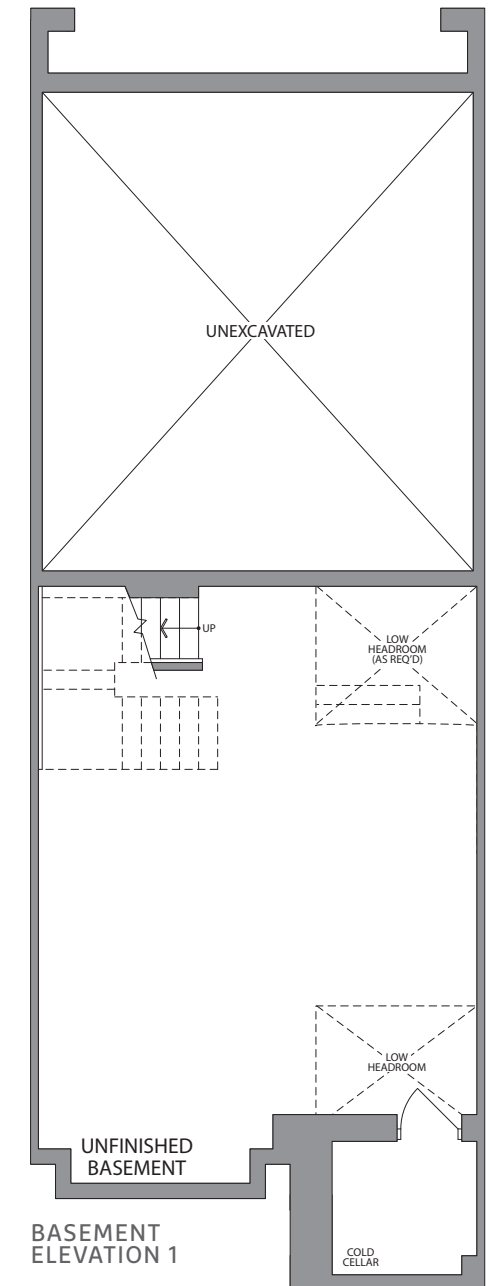 UNEXCAVATED
UP
LOW
HEADROOM
(AS REQ'D)
LOW
HEADROOM
UNFINISHED
BASEMENT
BASEMENT
ELEVATION 1
COLD
CELLAR